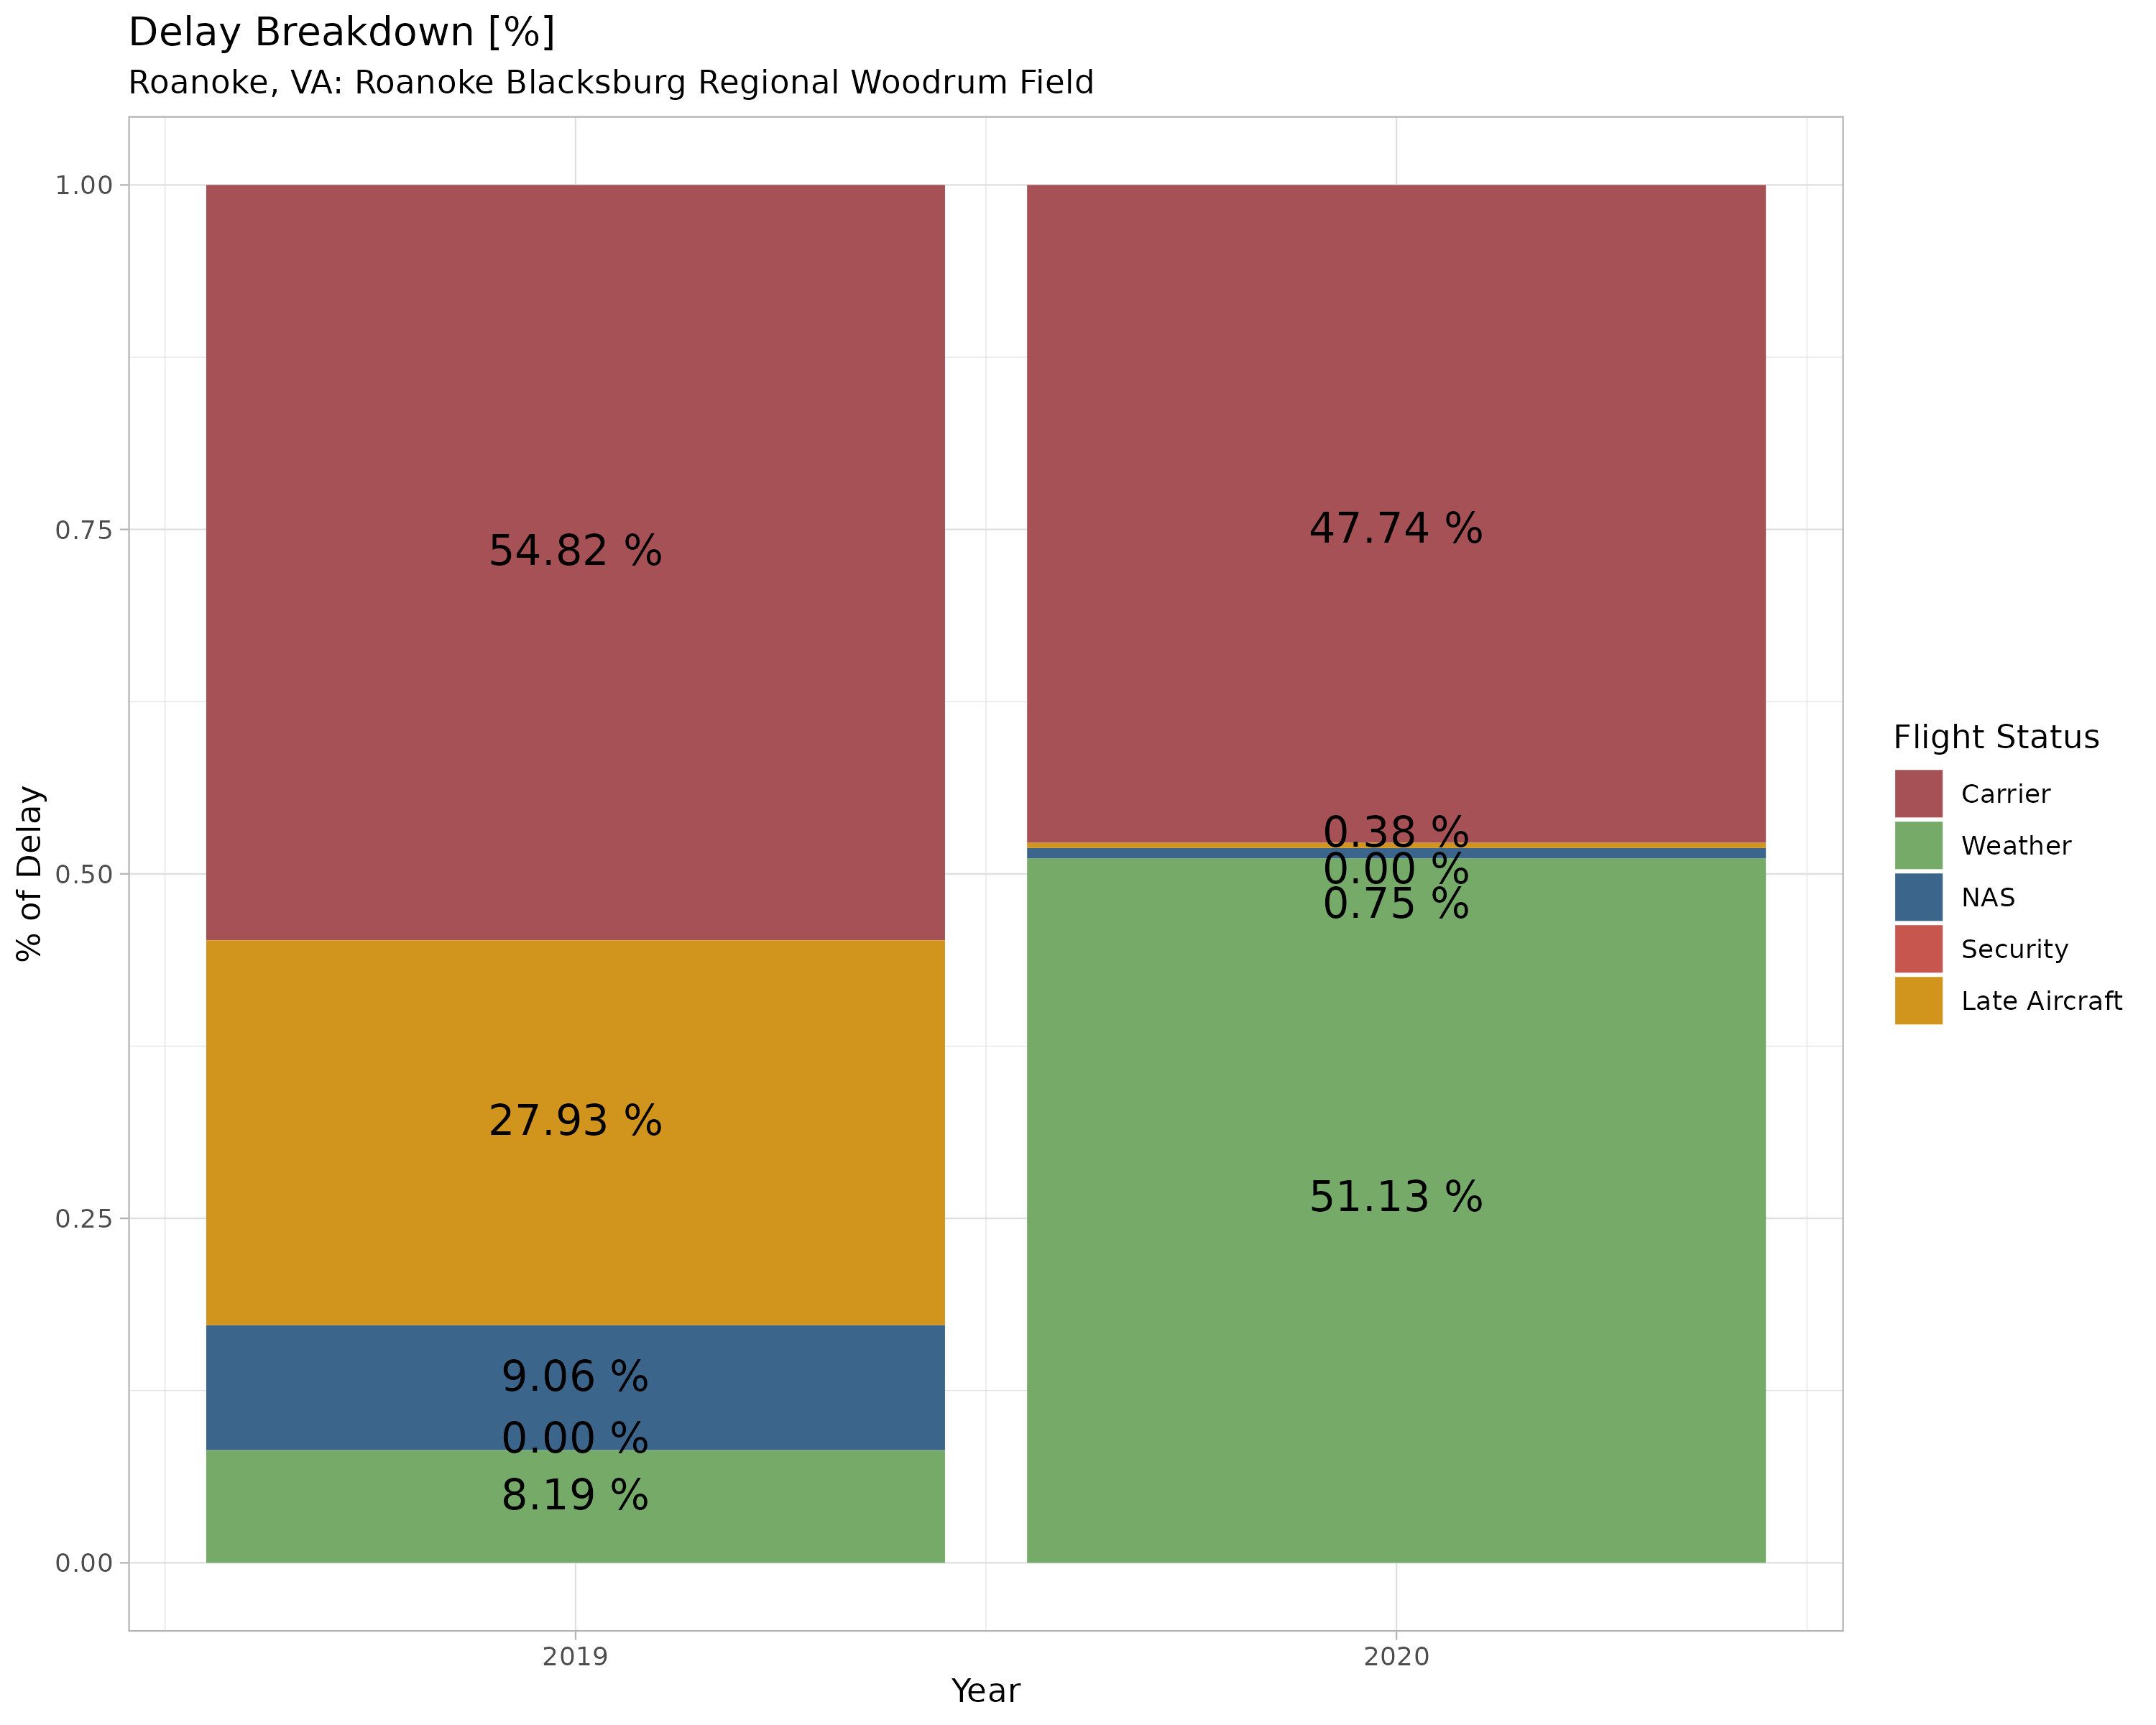 Delay Breakdown [%]
Roanoke, VA: Roanoke Blacksburg Regional Woodrum Field
% of Delay
1.00
0.75
0.50
0.25
0.00
54.82 %
27.93 %
9.06 %
0.00 %
8.19 %
47.74 %
0.38 %
0.00 %
0.75 %
51.13 %
2019
2020
Year
Flight Status
Carrier
Weather
NAS
Security
Late Aircraft